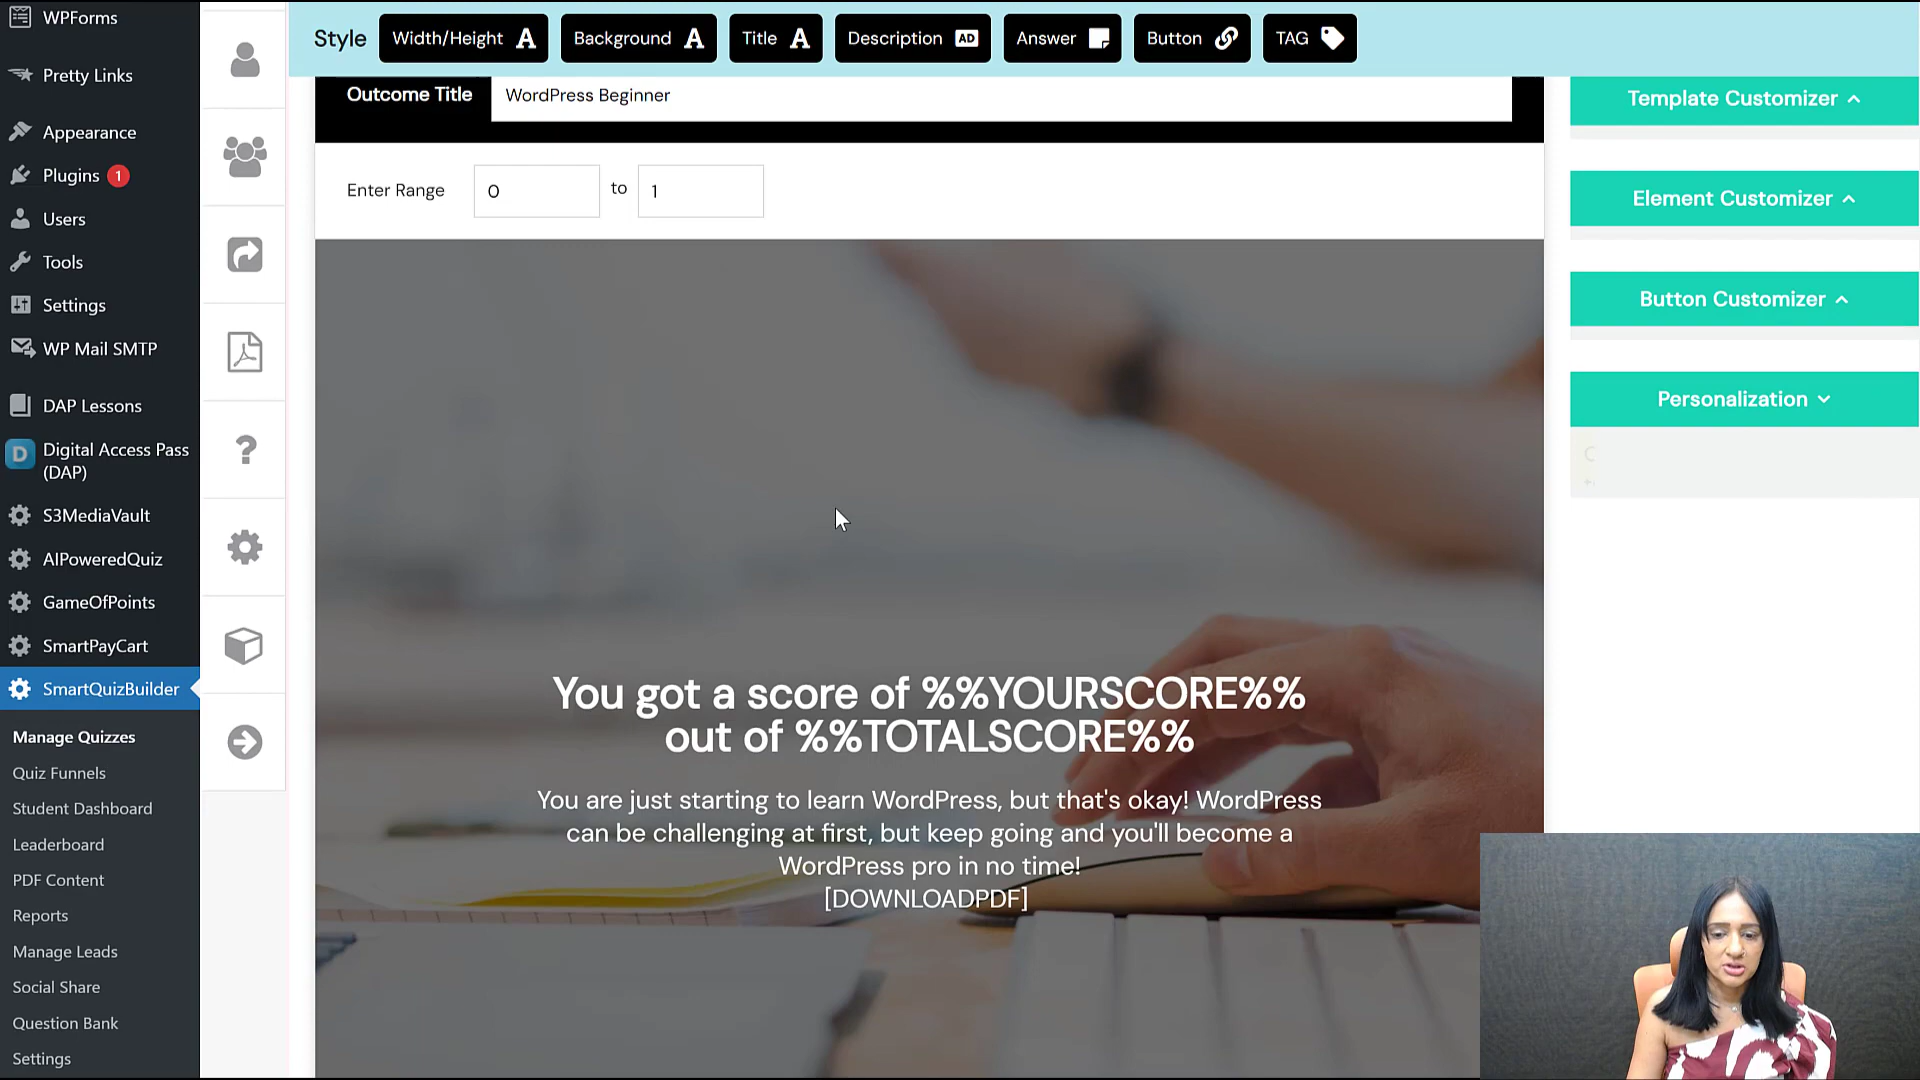 WPForms
Pretty Links
Appearance
Plugins 1
Users
Tools
Settings
WP Mail SMTP
DAP Lessons
D Digital Access Pass
(DAP)
S3MediaVault
AIPoweredQuiz
GameOfPoints
SmartPayCart
SmartQuizBuilder
Manage Quizzes
Quiz Funnels
Student Dashboard
Leaderboard
PDF Content
Reports
Manage Leads
Social Share
Question Bank
Settings
Style Width/Height A Background A Title A Description AD Answer Button TAG
Outcome Title WordPress Beginner
Enter Range 0 to 1
You got a score of %%YOURSCORE%%
out of %%TOTALSCORE%%
You are just starting to learn WordPress, but that's okay! WordPress
can be challenging at first, but keep going and you'll become a
WordPress pro in no time!
[DOWNLOADPDF]
Template Customizer
Element Customizer
Button Customizer
Personalization